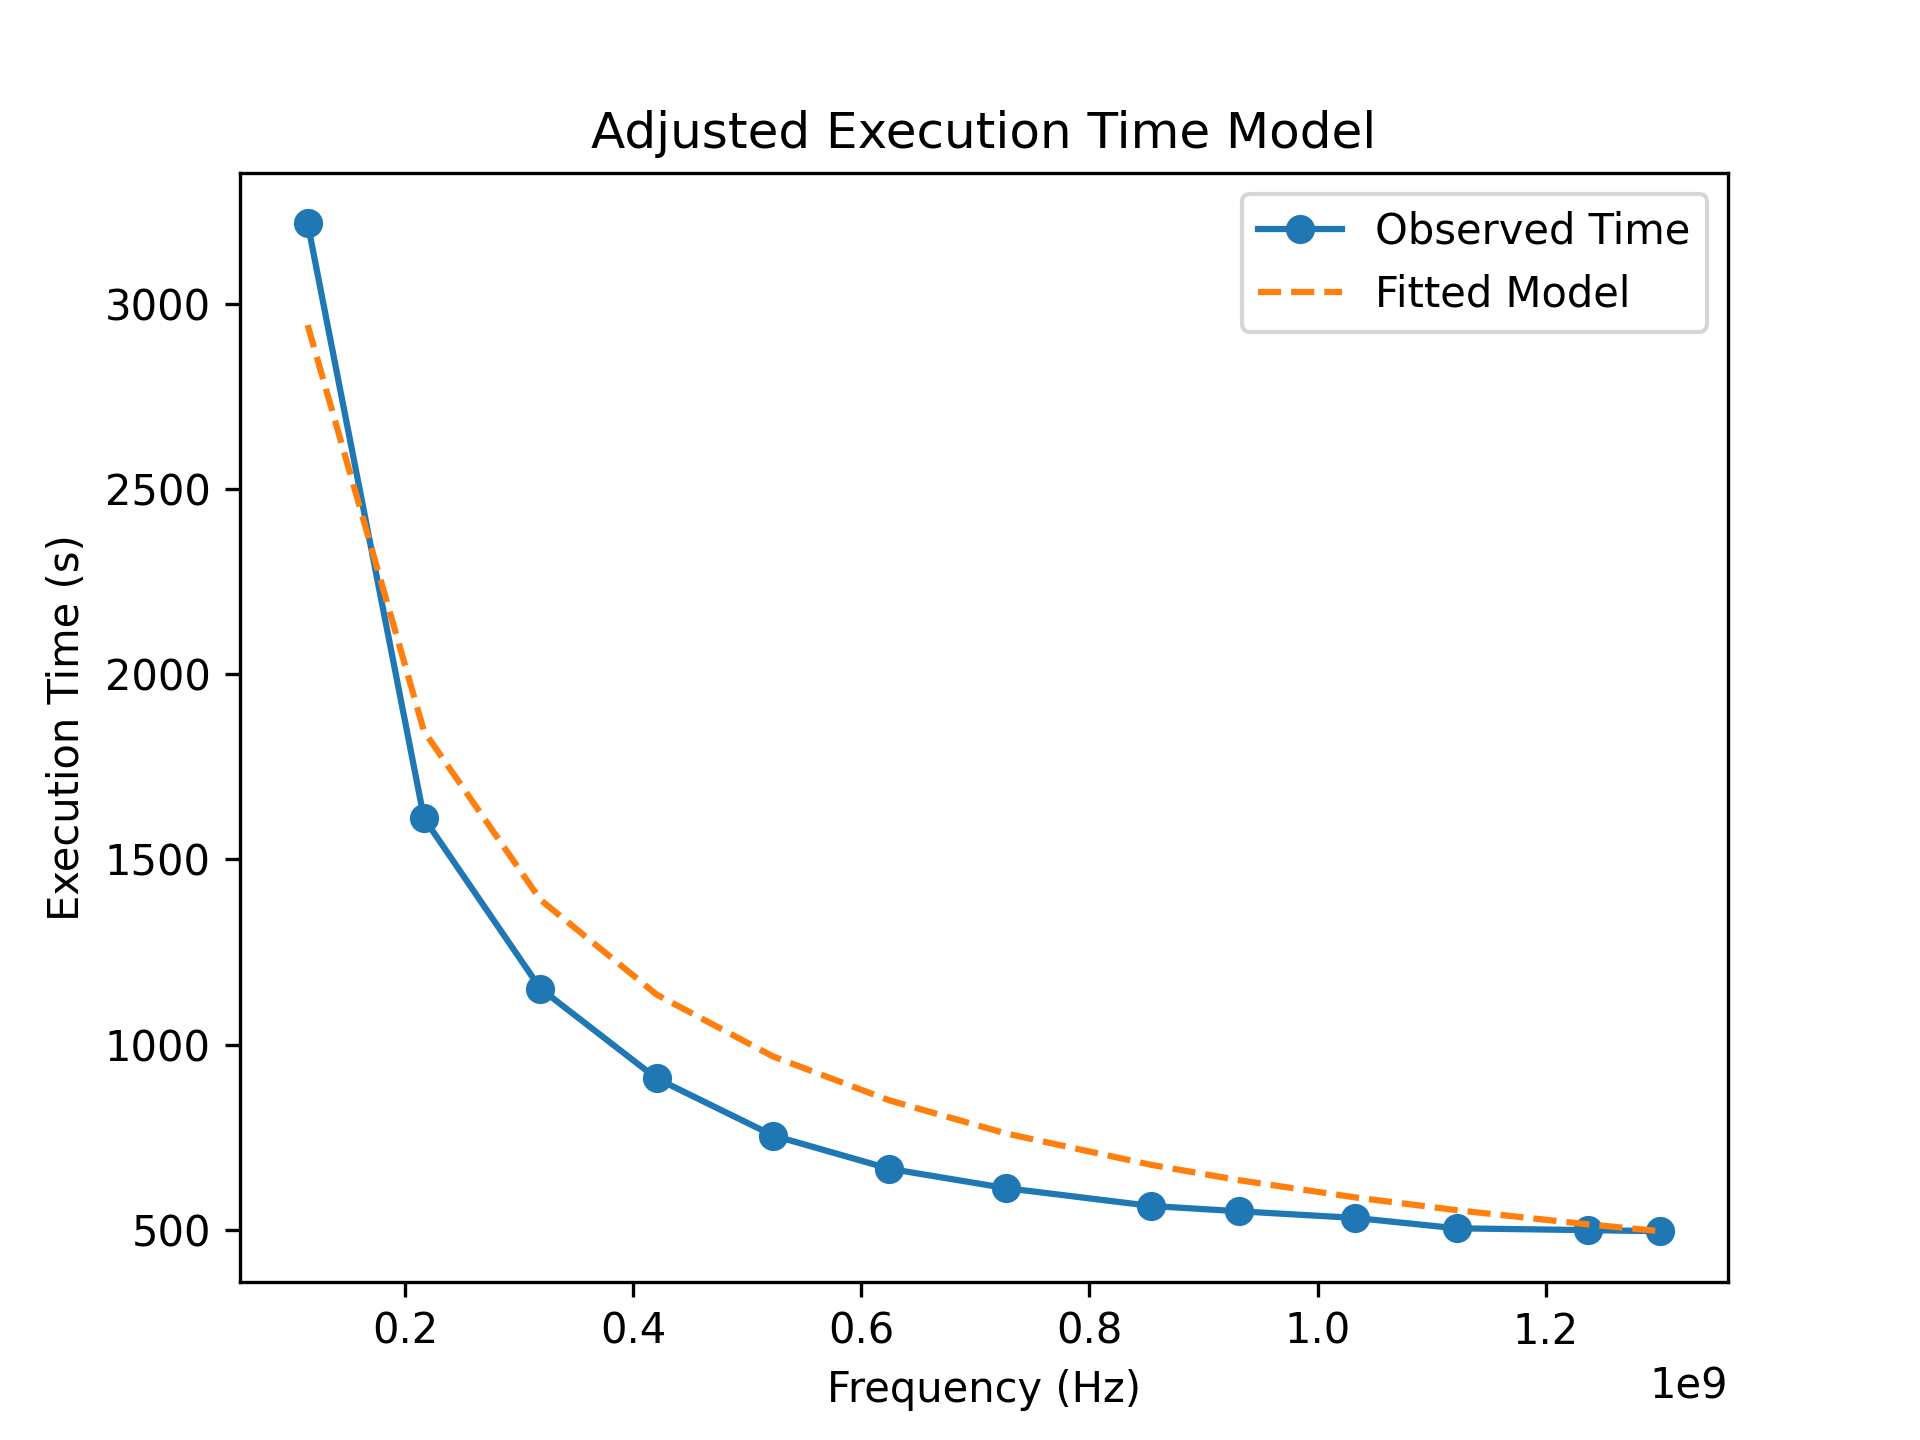 Adjusted Execution Time Model
Observed Time
Fitted Model
3000
2500
2000
1500
1000
500
Execution Time (s)
0.2 0.4 0.6 0.8 1.0 1.2
1e9
Frequency (Hz)